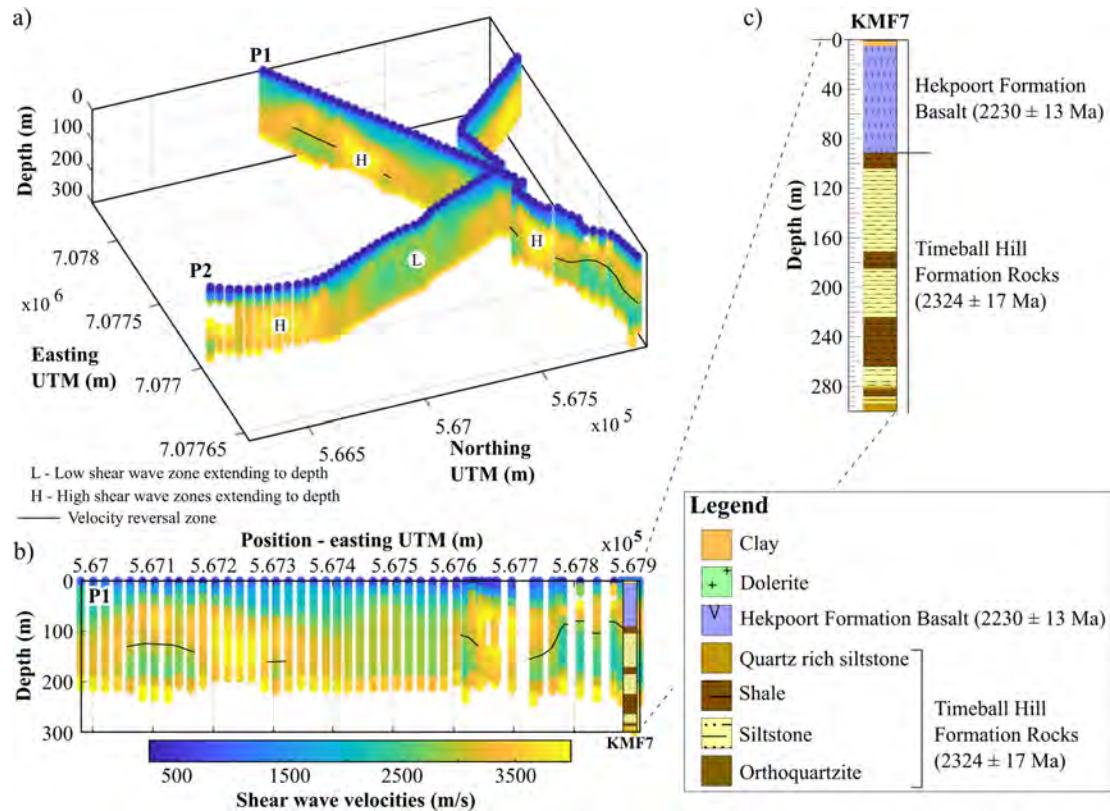 a)
P1
0
100
200
300
Depth (m)
H
H
L
H
P2
7.078
x10⁶
7.0775
7.077
7.07765
Easting
UTM (m)
5.665
5.67
5.675
x10⁵
Northing
UTM (m)
L - Low shear wave zone extending to depth
H - High shear wave zones extending to depth
Velocity reversal zone
b)
Position - easting UTM (m)
x10⁵
5.67 5.671 5.672 5.673 5.674 5.675 5.676 5.677 5.678 5.679
P1
0
100
200
300
Depth (m)
KMF7
500 1500 2500 3500
Shear wave velocities (m/s)
c)
KMF7
0
40
80
120
160
200
240
280
Depth (m)
Hekpoort Formation
Basalt (2230 ± 13 Ma)
Timeball Hill
Formation Rocks
(2324 ± 17 Ma)
Legend
Clay
Dolerite
Hekpoort Formation Basalt (2230 ± 13 Ma)
Quartz rich siltstone
Shale
Siltstone
Orthoquartzite
Timeball Hill
Formation Rocks
(2324 ± 17 Ma)